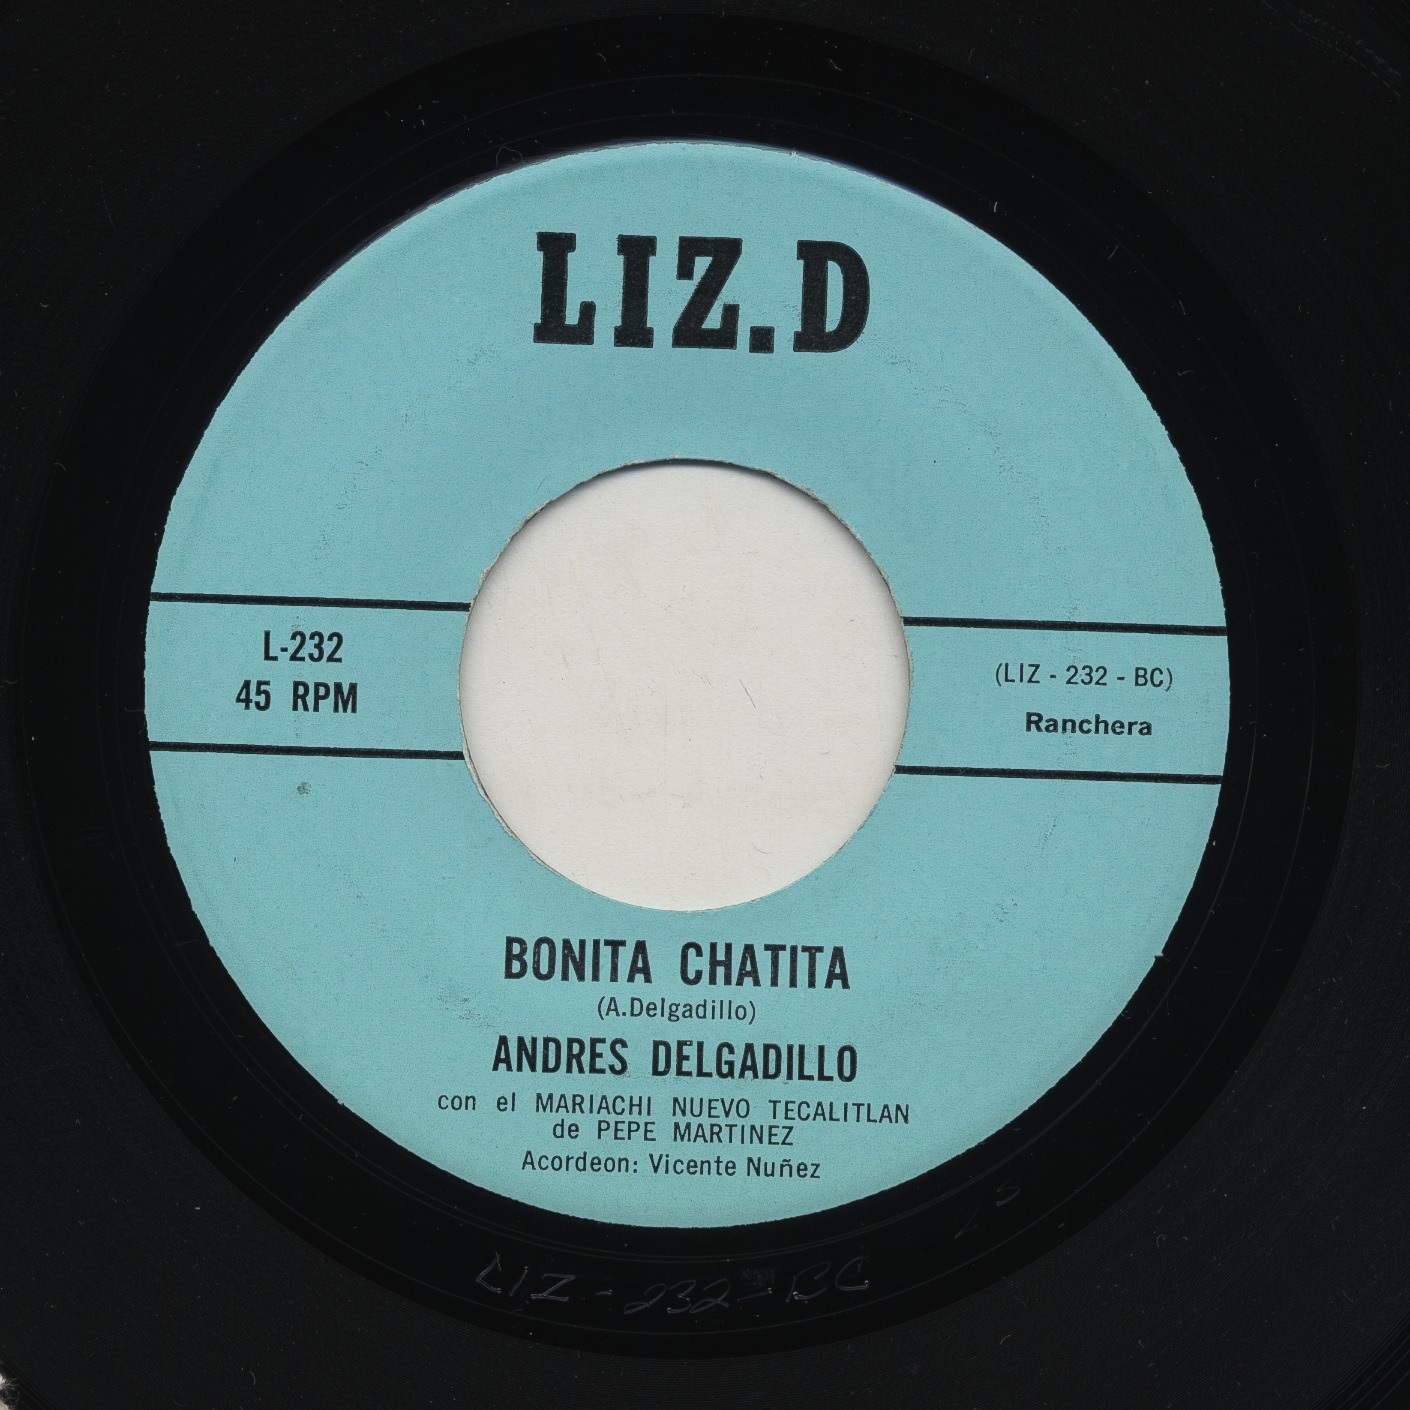 LIZ.D
L-232
45 RPM
(LIZ - 232 - BC)
Ranchera
BONITA CHATITA
(A.Delgadillo)
ANDRES DELGADILLO
con el MARIACHI NUEVO TECALITLAN
de PEPE MARTINEZ
Acordeon: Vicente Nuñez
LIZ-232-BC